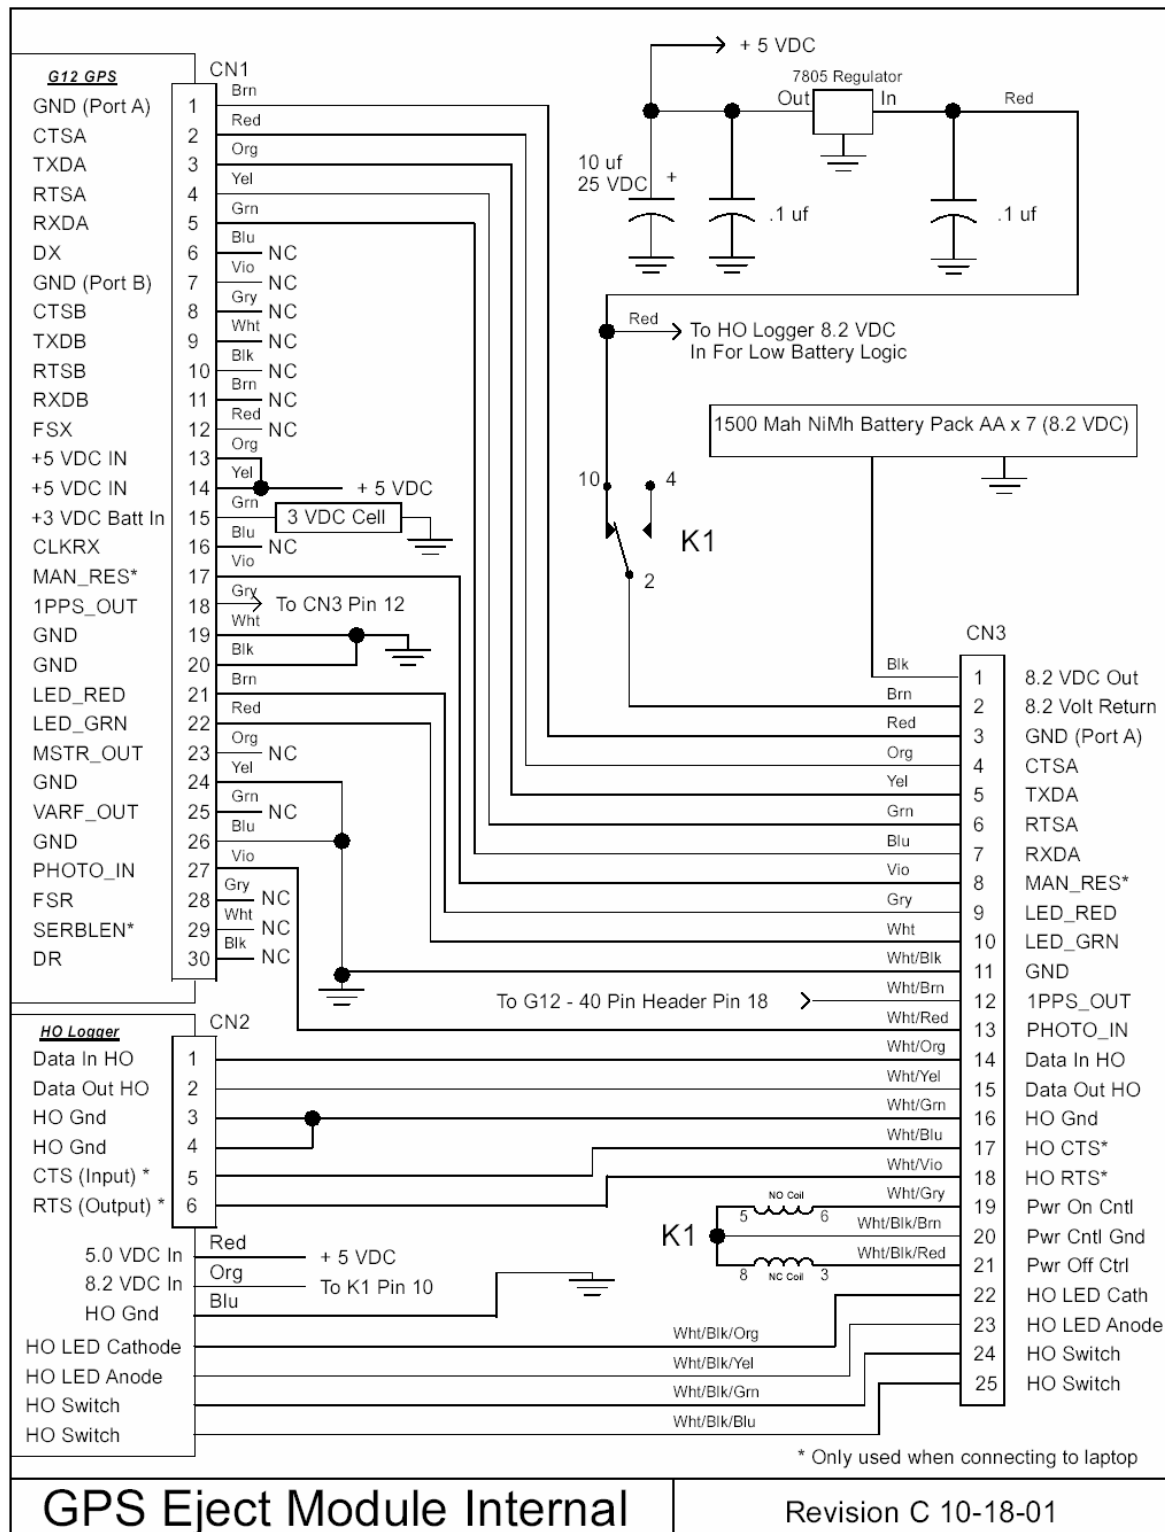 G12 GPS
CN1
GND (Port A) 1 Brn
CTSA 2 Red
TXDA 3 Org
RTSA 4 Yel
RXDA 5 Grn
DX 6 Blu NC
GND (Port B) 7 Vio NC
CTSB 8 Gry NC
TXDB 9 Wht NC
RTSB 10 Blk NC
RXDB 11 Brn NC
FSX 12 Red NC
+5 VDC IN 13 Org
+5 VDC IN 14 Yel + 5 VDC
+3 VDC Batt In 15 Grn 3 VDC Cell
CLKRX 16 Blu NC
MAN_RES* 17 Vio
1PPS_OUT 18 Gry To CN3 Pin 12
GND 19 Wht
GND 20 Blk
LED_RED 21 Brn
LED_GRN 22 Red
MSTR_OUT 23 Org NC
GND 24 Yel
VARF_OUT 25 Grn NC
GND 26 Blu
PHOTO_IN 27 Vio
FSR 28 Gry NC
SERBLEN* 29 Wht NC
DR 30 Blk NC
+ 5 VDC
7805 Regulator
Out In Red
10 uf
25 VDC +
.1 uf
.1 uf
Red To HO Logger 8.2 VDC
In For Low Battery Logic
1500 Mah NiMh Battery Pack AA x 7 (8.2 VDC)
10 4
K1
2
CN3
Blk 1 8.2 VDC Out
Brn 2 8.2 Volt Return
Red 3 GND (Port A)
Org 4 CTSA
Yel 5 TXDA
Grn 6 RTSA
Blu 7 RXDA
Vio 8 MAN_RES*
Gry 9 LED_RED
Wht 10 LED_GRN
Wht/Blk 11 GND
To G12 - 40 Pin Header Pin 18 Wht/Brn 12 1PPS_OUT
Wht/Red 13 PHOTO_IN
Wht/Org 14 Data In HO
Wht/Yel 15 Data Out HO
Wht/Grn 16 HO Gnd
Wht/Blu 17 HO CTS*
Wht/Vio 18 HO RTS*
Wht/Gry 19 Pwr On Cntl
Wht/Blk/Brn 20 Pwr Cntl Gnd
Wht/Blk/Red 21 Pwr Off Ctrl
22 HO LED Cath
23 HO LED Anode
24 HO Switch
25 HO Switch
NO Coil
5 6
K1
8 NC Coil 3
HO Logger
CN2
Data In HO 1
Data Out HO 2
HO Gnd 3
HO Gnd 4
CTS (Input) * 5
RTS (Output) * 6
5.0 VDC In Red + 5 VDC
8.2 VDC In Org To K1 Pin 10
HO Gnd Blu
HO LED Cathode Wht/Blk/Org
HO LED Anode Wht/Blk/Yel
HO Switch Wht/Blk/Grn
HO Switch Wht/Blk/Blu
* Only used when connecting to laptop
GPS Eject Module Internal
Revision C 10-18-01